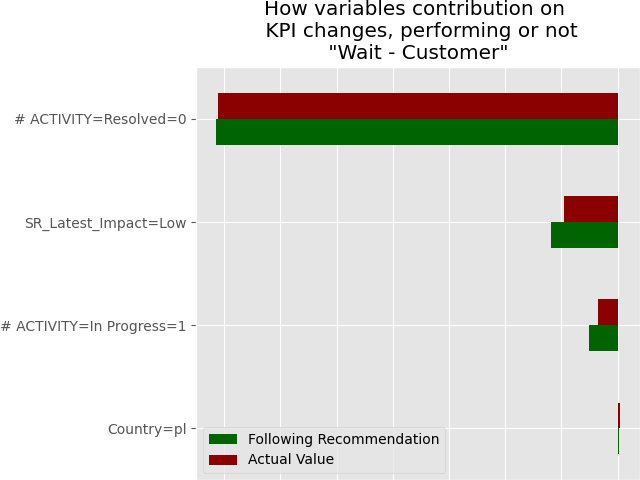 How variables contribution on
KPI changes, performing or not
"Wait - Customer"
# ACTIVITY=Resolved=0
SR_Latest_Impact=Low
# ACTIVITY=In Progress=1
Country=pl
Following Recommendation
Actual Value